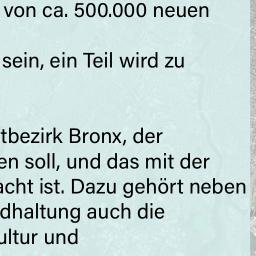 von ca. 500.000 neuen
sein, ein Teil wird zu
tbezirk Bronx, der
en soll, und das mit der
acht ist. Dazu gehört neben
dhaltung auch die
ultur und